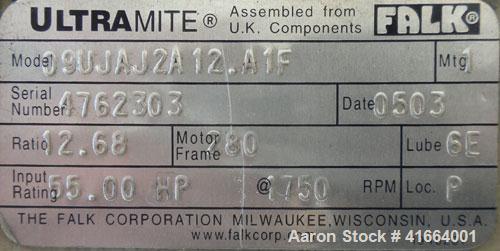 ULTRAMITE® Assembled from U.K. Components FALK®
Model 09UJAJ2A12.A1F Mtg 1
Serial Number 4762303 Date 0503
Ratio 12.68 Motor Frame 280 Lube 6E
Input Rating 55.00 HP @ 1750 RPM Loc. P
THE FALK CORPORATION MILWAUKEE, WISCONSIN, U.S.A.
www.falkcorp.
Aaron Stock # 41664001